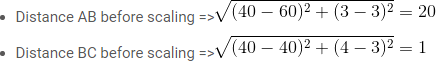 • Distance AB before scaling =>√(40 − 60)² + (3 − 3)² = 20
• Distance BC before scaling =>√(40 − 40)² + (4 − 3)² = 1